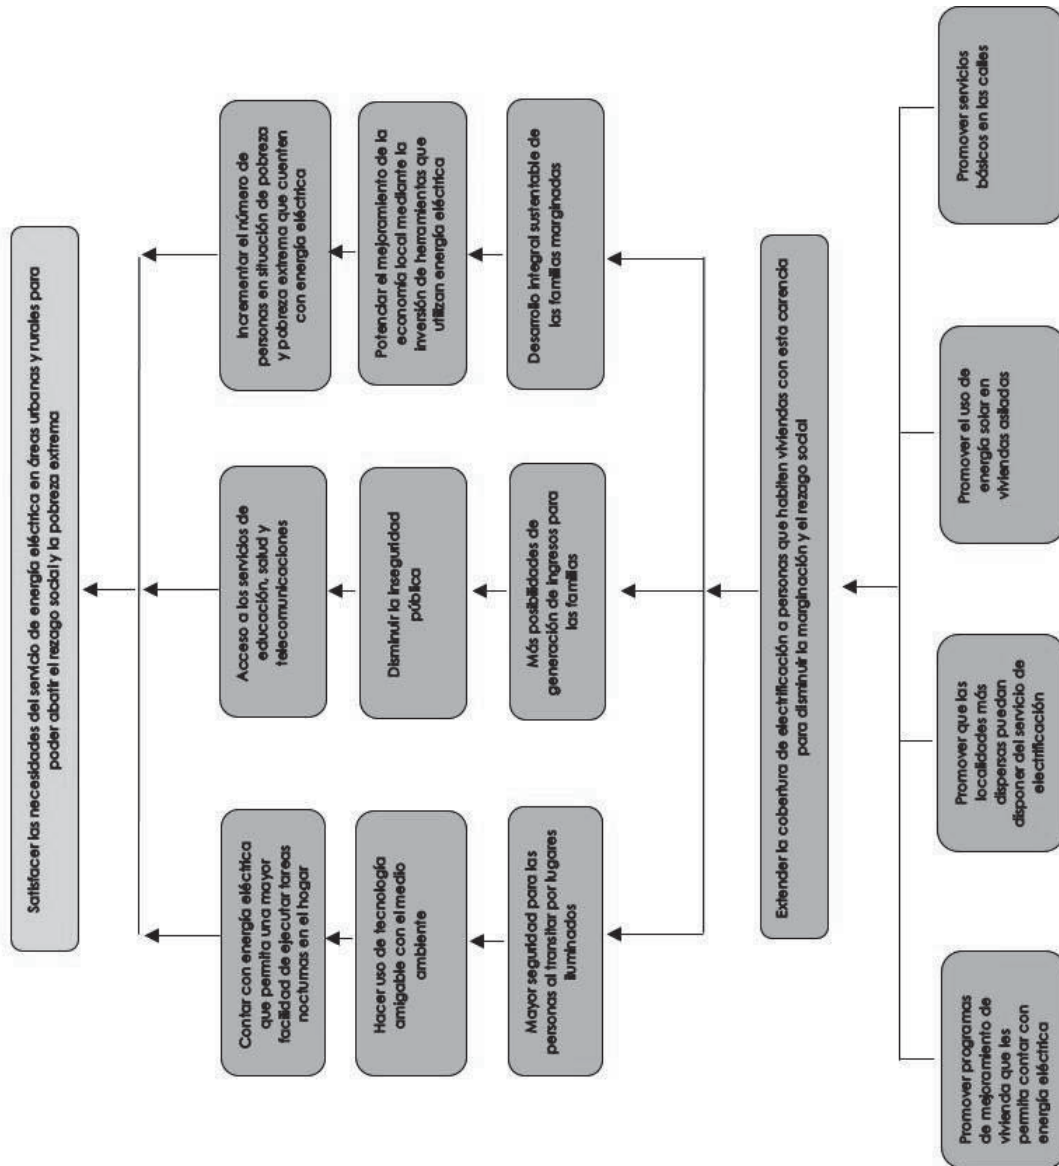 Satisfacer las necesidades del servicio de energía eléctrica en áreas urbanas y rurales para
poder abatir el rezago social y la pobreza extrema
Contar con energía eléctrica
que permita una mayor
facilidad de ejecutar tareas
nocturnas en el hogar
Acceso a los servicios de
educación, salud y
telecomunicaciones
Incrementar el número de
personas en situación de pobreza
y pobreza extrema que cuenten
con energía eléctrica
Hacer uso de tecnología
amigable con el medio
ambiente
Disminuir la inseguridad
pública
Potenciar el mejoramiento de la
economía local mediante la
inversión de herramientas que
utilizan energía eléctrica
Mayor seguridad para las
personas al transitar por lugares
iluminados
Más posibilidades de
generación de ingresos para
las familias
Desarrollo integral sustentable de
las familias marginadas
Extender la cobertura de electrificación a personas que habiten viviendas con esta carencia
para disminuir la marginación y el rezago social
Promover programas
de mejoramiento de
vivienda que les
permita contar con
energía eléctrica
Promover que las
localidades más
dispersas puedan
disponer del servicio de
electrificación
Promover el uso de
energía solar en
viviendas asiladas
Promover servicios
básicos en las calles